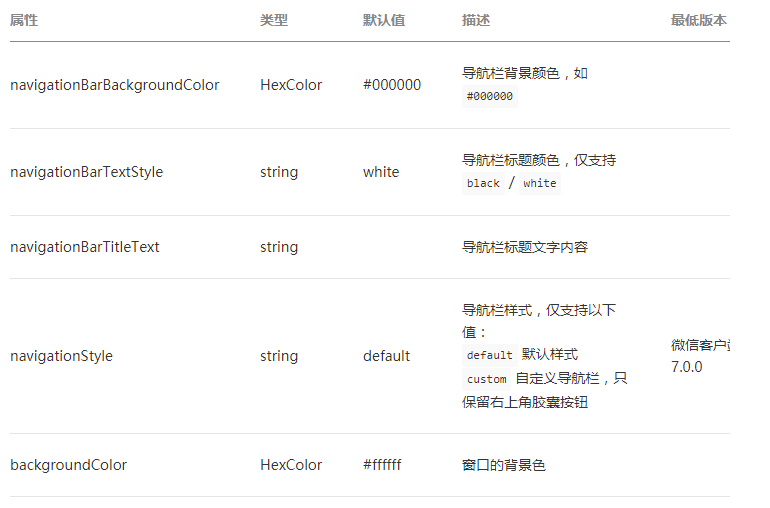 属性 类型 默认值 描述 最低版本
navigationBarBackgroundColor HexColor #000000 导航栏背景颜色，如
#000000
navigationBarTextStyle string white 导航栏标题颜色，仅支持
black / white
navigationBarTitleText string 导航栏标题文字内容
navigationStyle string default 导航栏样式，仅支持以下
值：
default 默认样式
custom 自定义导航栏，只
保留右上角胶囊按钮
微信客户端
7.0.0
backgroundColor HexColor #ffffff 窗口的背景色